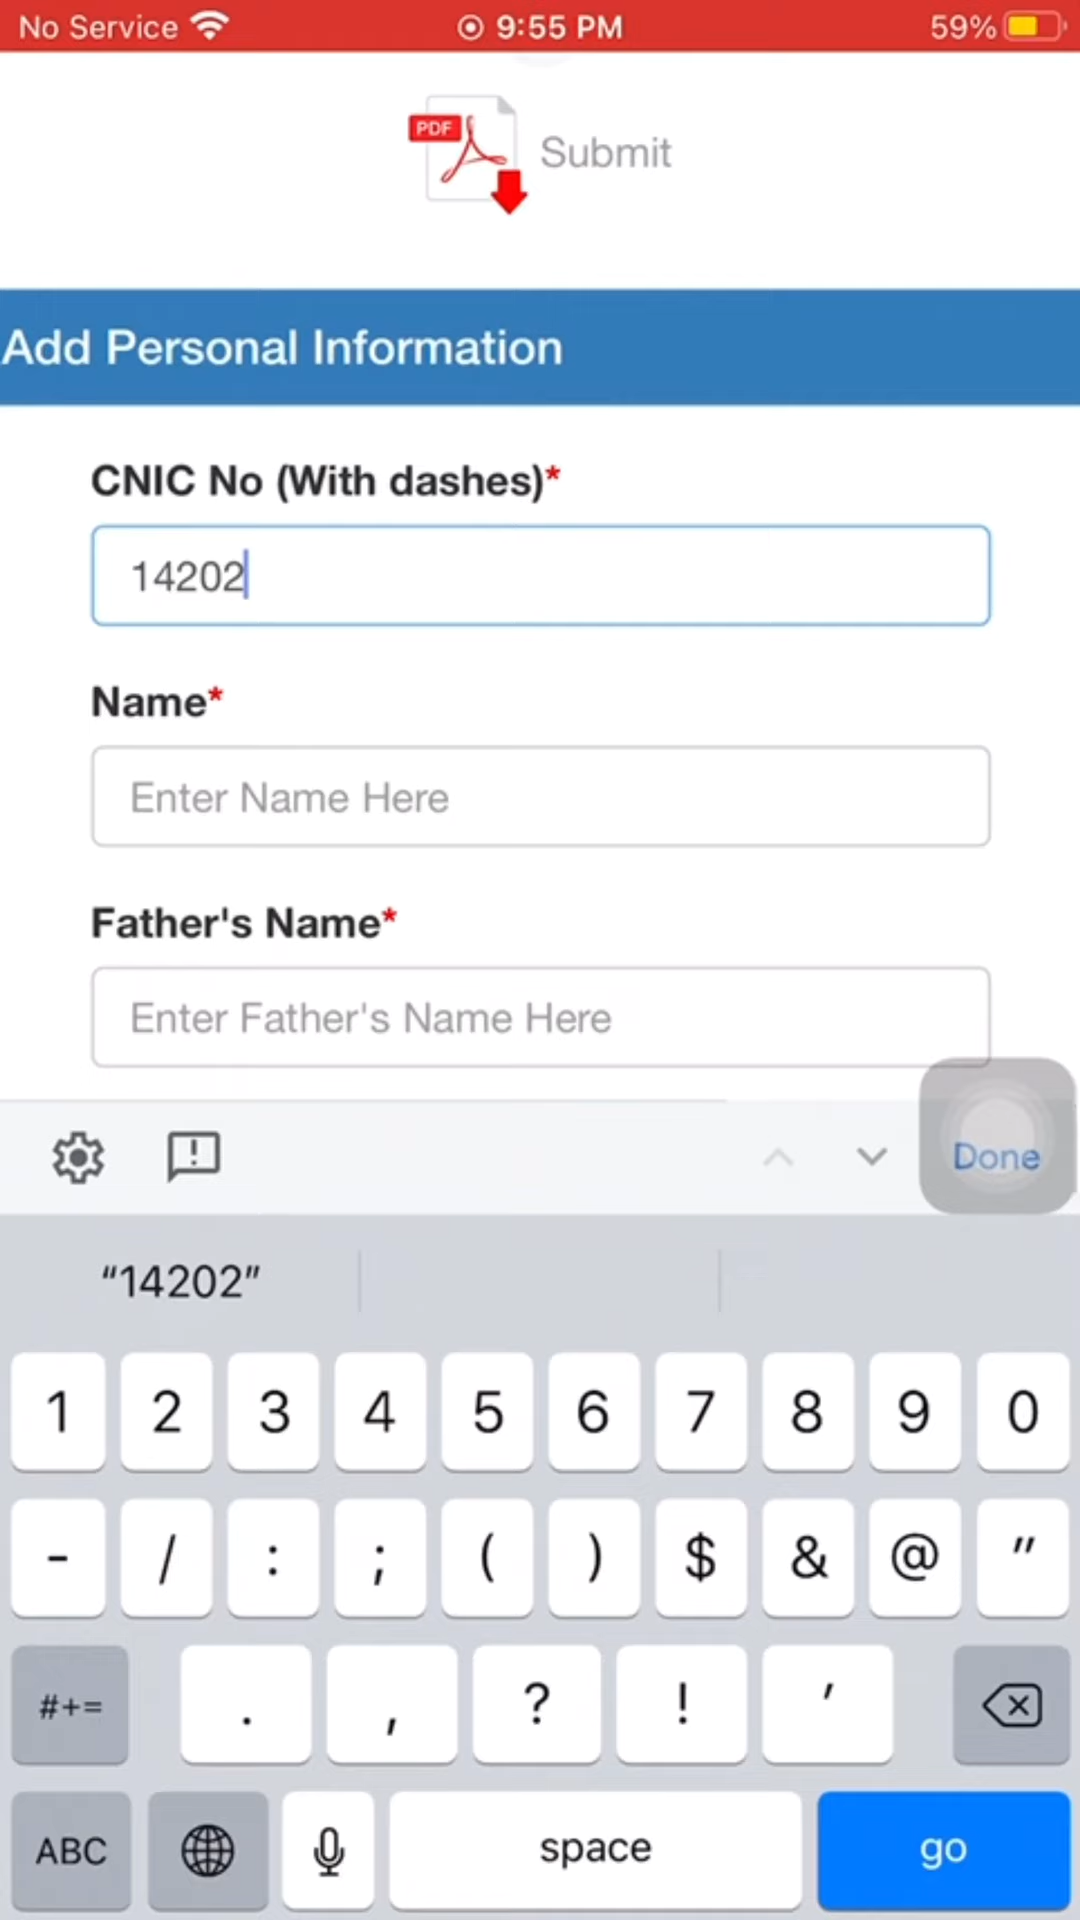 No Service 9:55 PM 59%
PDF Submit
Add Personal Information
CNIC No (With dashes)*
14202
Name*
Enter Name Here
Father's Name*
Enter Father's Name Here
Done
“14202”
1 2 3 4 5 6 7 8 9 0
- / : ; ( ) $ & @ "
#+= . , ? ! '
ABC space go